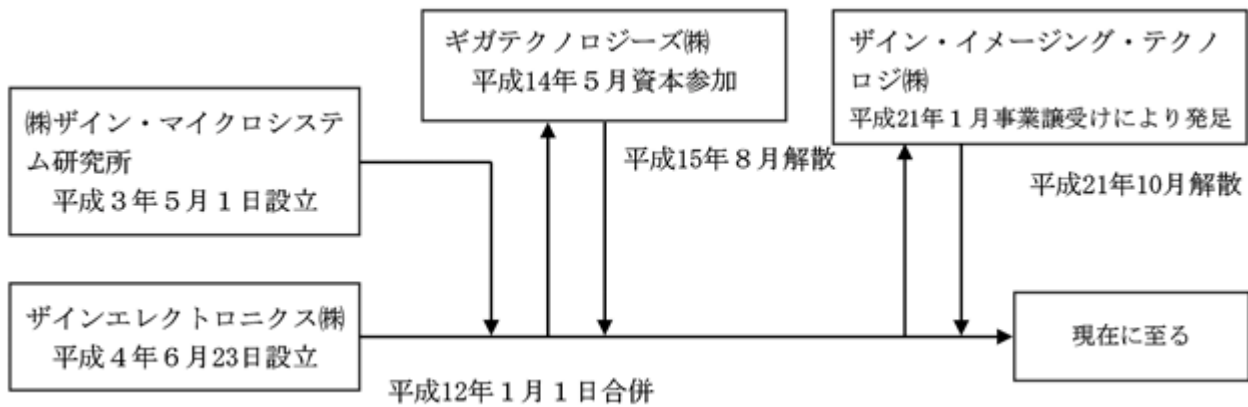 ㈱ザイン・マイクロシステ
ム研究所
平成３年５月１日設立
ザインエレクトロニクス㈱
平成４年６月23日設立
平成12年１月１日合併
ギガテクノロジーズ㈱
平成14年５月資本参加
平成15年８月解散
ザイン・イメージング・テクノ
ロジ㈱
平成21年１月事業譲受けにより発足
平成21年10月解散
現在に至る